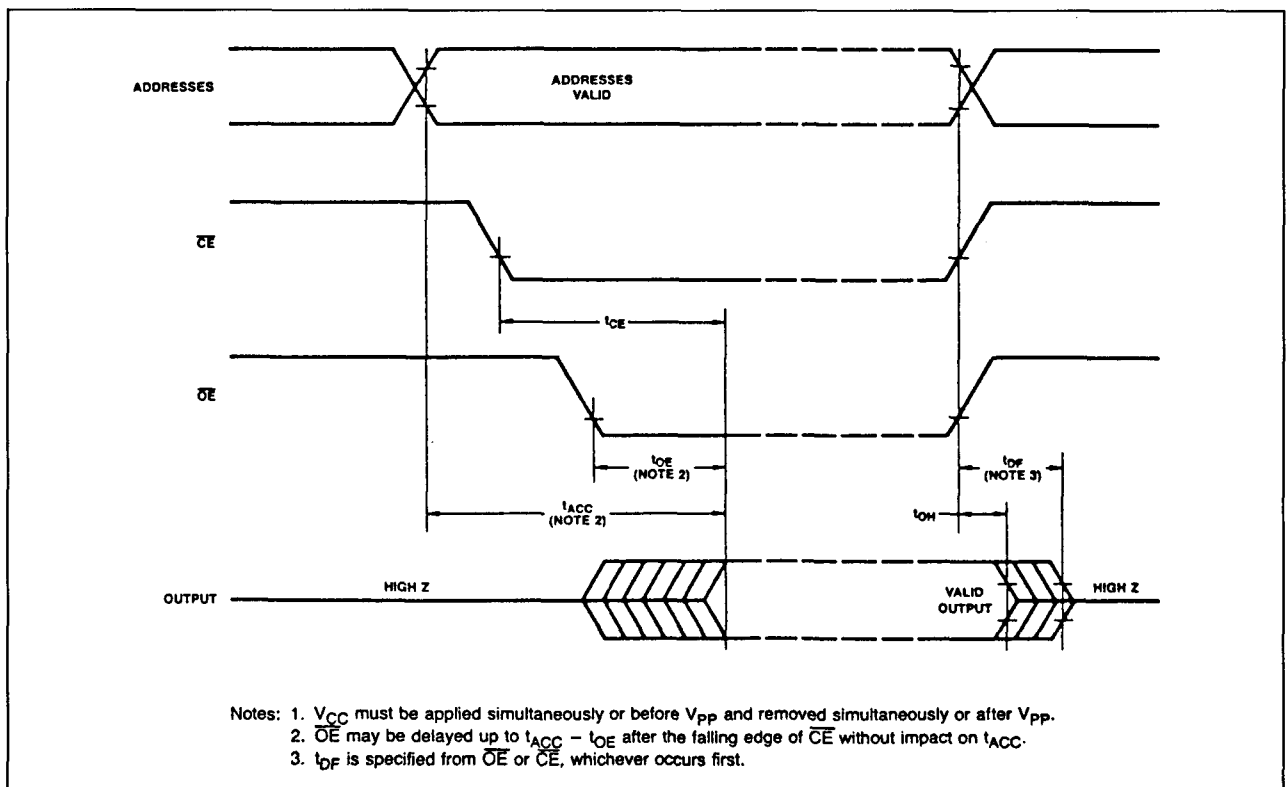 ADDRESSES
ADDRESSES
VALID
CE
tCE
OE
tOE
(NOTE 2)
tDF
(NOTE 3)
tACC
(NOTE 2)
tOH
HIGH Z
OUTPUT
VALID
OUTPUT
HIGH Z
Notes: 1. VCC must be applied simultaneously or before VPP and removed simultaneously or after VPP.
2. OE may be delayed up to tACC – tOE after the falling edge of CE without impact on tACC.
3. tDF is specified from OE or CE, whichever occurs first.